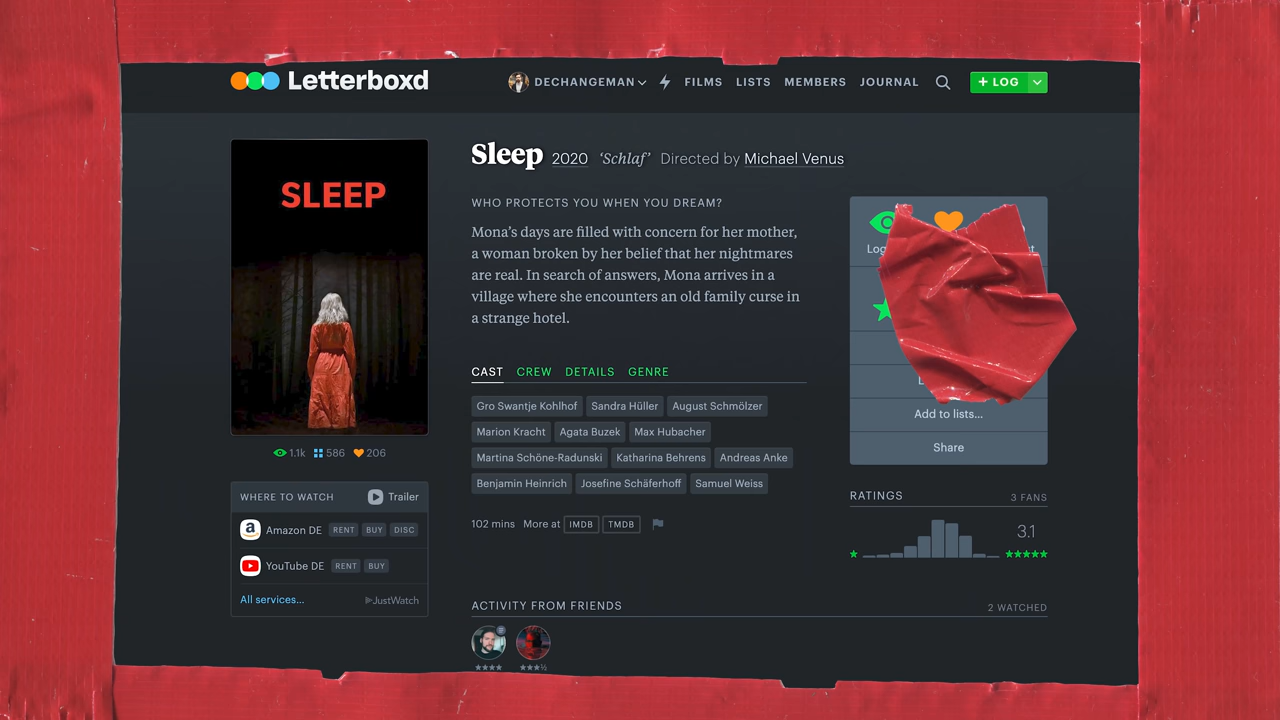 Letterboxd
DECHANGEMAN
FILMS
LISTS
MEMBERS
JOURNAL
+ LOG
SLEEP
1.1k
586
206
WHERE TO WATCH
Trailer
Amazon DE
RENT
BUY
DISC
YouTube DE
RENT
BUY
All services...
JustWatch
Sleep 2020 ‘Schlaf’ Directed by Michael Venus
WHO PROTECTS YOU WHEN YOU DREAM?
Mona’s days are filled with concern for her mother,
a woman broken by her belief that her nightmares
are real. In search of answers, Mona arrives in a
village where she encounters an old family curse in
a strange hotel.
CAST CREW DETAILS GENRE
Gro Swantje Kohlhof Sandra Hüller August Schmölzer
Marion Kracht Agata Buzek Max Hubacher
Martina Schöne-Radunski Katharina Behrens Andreas Anke
Benjamin Heinrich Josefine Schäferhoff Samuel Weiss
102 mins More at IMDB TMDB
Add to lists...
Share
RATINGS
3 FANS
3.1
ACTIVITY FROM FRIENDS
2 WATCHED
★★★★
★★★½